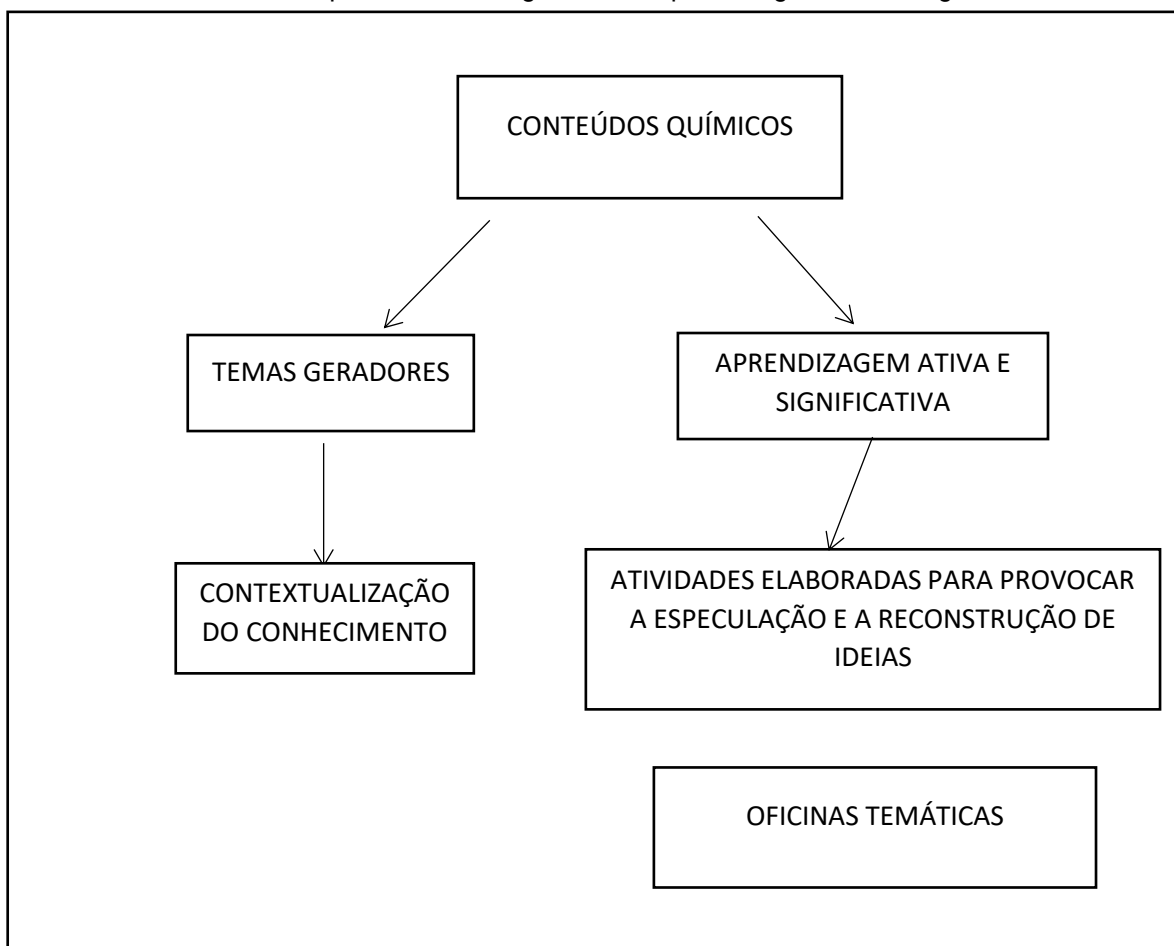 CONTEÚDOS QUÍMICOS
TEMAS GERADORES
APRENDIZAGEM ATIVA E
SIGNIFICATIVA
CONTEXTUALIZAÇÃO
DO CONHECIMENTO
ATIVIDADES ELABORADAS PARA PROVOCAR
A ESPECULAÇÃO E A RECONSTRUÇÃO DE
IDEIAS
OFICINAS TEMÁTICAS